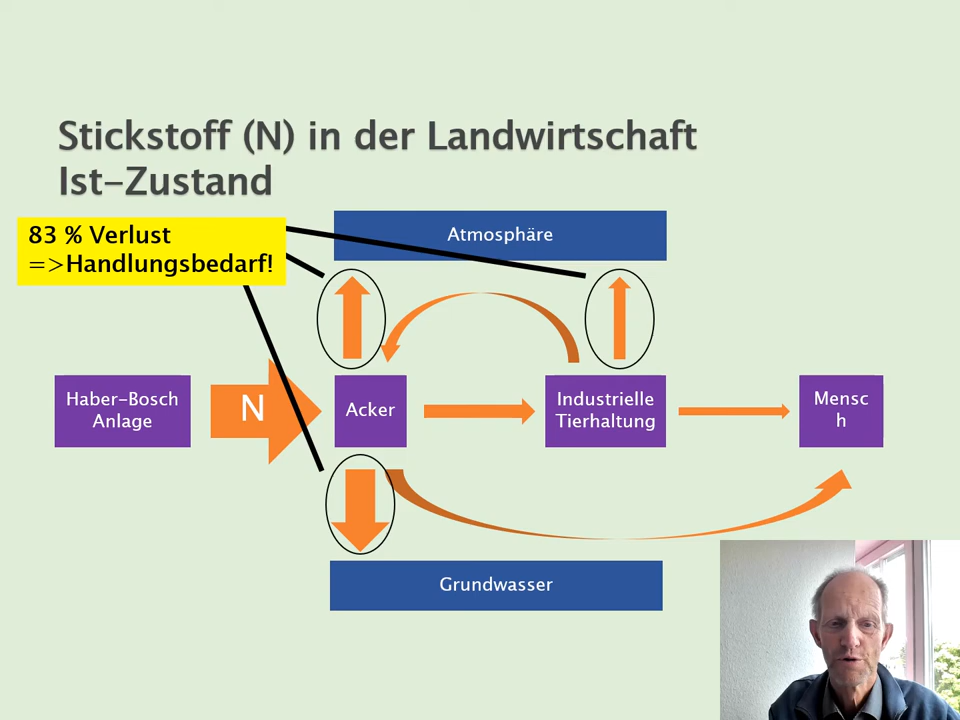 Stickstoff (N) in der Landwirtschaft
Ist-Zustand
83 % Verlust
=>Handlungsbedarf!
Atmosphäre
Haber-Bosch
Anlage
N
Acker
Industrielle
Tierhaltung
Mensc
h
Grundwasser